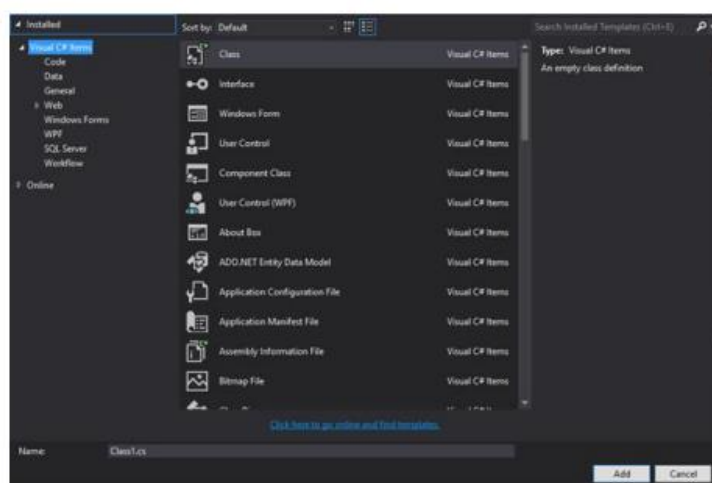 Installed
Sort by: Default
Search Installed Templates (Ctrl+E)
Visual C# Items
Code
Data
General
Web
Windows Forms
WPF
SQL Server
Workflow
Online
Class Visual C# Items
Interface Visual C# Items
Windows Form Visual C# Items
User Control Visual C# Items
Component Class Visual C# Items
User Control (WPF) Visual C# Items
About Box Visual C# Items
ADO.NET Entity Data Model Visual C# Items
Application Configuration File Visual C# Items
Application Manifest File Visual C# Items
Assembly Information File Visual C# Items
Bitmap File Visual C# Items
Type: Visual C# Items
An empty class definition
Click here to go online and find templates.
Name: Class1.cs
Add Cancel